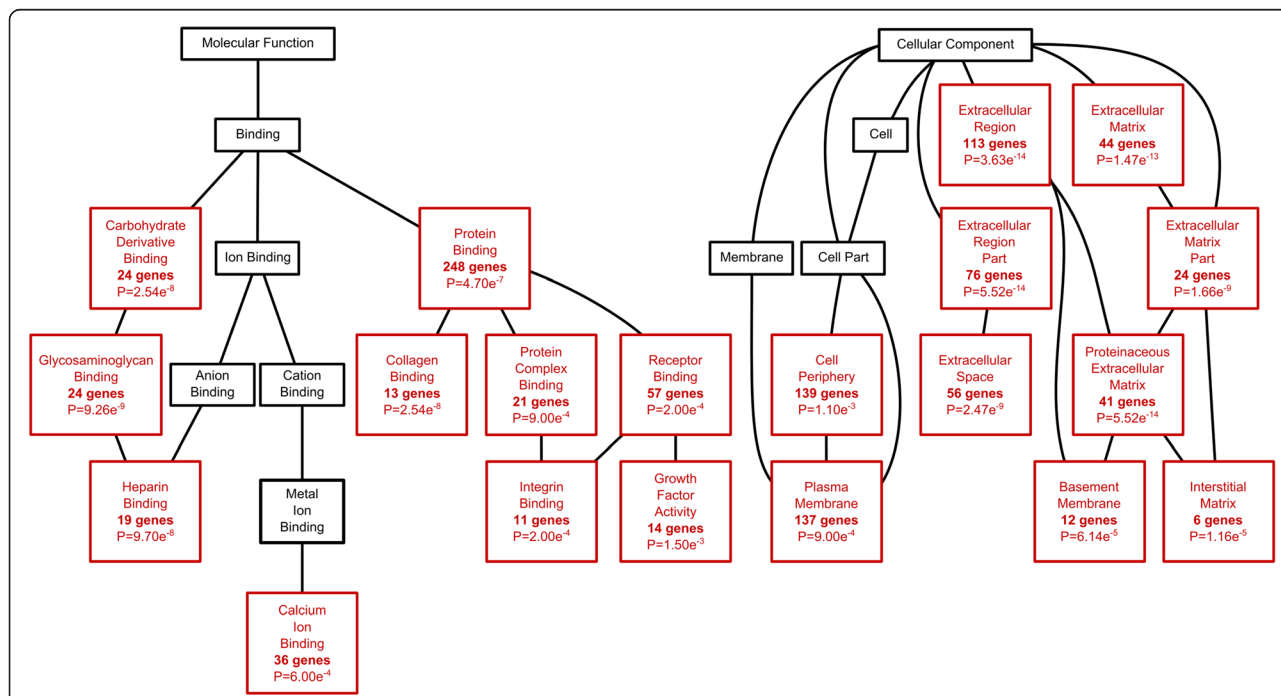 Molecular Function
Binding
Carbohydrate
Derivative
Binding
24 genes
P=2.54e-8
Ion Binding
Protein
Binding
248 genes
P=4.70e-7
Glycosaminoglycan
Binding
24 genes
P=9.26e-9
Anion
Binding
Cation
Binding
Collagen
Binding
13 genes
P=2.54e-8
Protein
Complex
Binding
21 genes
P=9.00e-4
Receptor
Binding
57 genes
P=2.00e-4
Heparin
Binding
19 genes
P=9.70e-8
Metal
Ion
Binding
Integrin
Binding
11 genes
P=2.00e-4
Growth
Factor
Activity
14 genes
P=1.50e-3
Calcium
Ion
Binding
36 genes
P=6.00e-4
Cellular Component
Cell
Extracellular
Region
113 genes
P=3.63e-14
Extracellular
Matrix
44 genes
P=1.47e-13
Membrane
Cell Part
Extracellular
Region
Part
76 genes
P=5.52e-14
Extracellular
Matrix
Part
24 genes
P=1.66e-9
Cell
Periphery
139 genes
P=1.10e-3
Extracellular
Space
56 genes
P=2.47e-9
Proteinaceous
Extracellular
Matrix
41 genes
P=5.52e-14
Plasma
Membrane
137 genes
P=9.00e-4
Basement
Membrane
12 genes
P=6.14e-5
Interstitial
Matrix
6 genes
P=1.16e-5